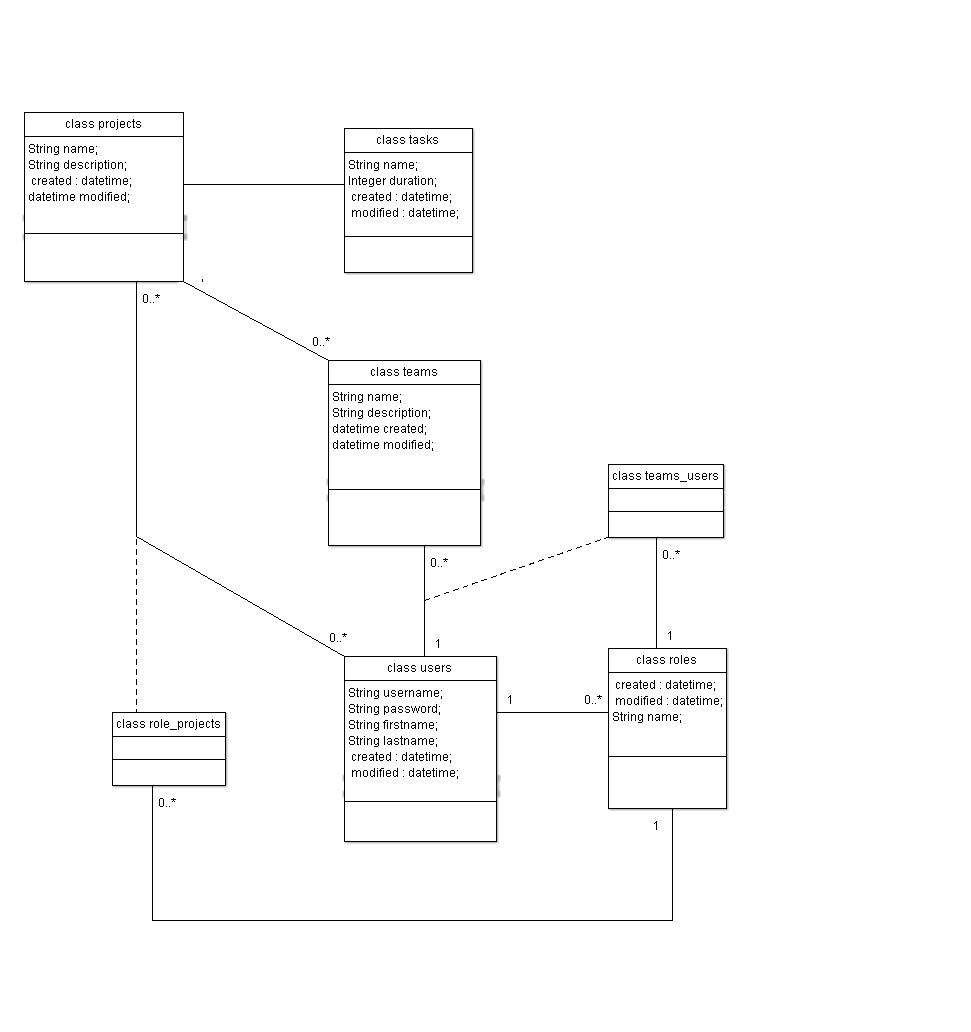 class projects
String name;
String description;
created : datetime;
datetime modified;
class tasks
String name;
Integer duration;
created : datetime;
modified : datetime;
0..*
0..*
class teams
String name;
String description;
datetime created;
datetime modified;
class teams_users
0..*
0..*
0..*
1
1
class users
String username;
String password;
String firstname;
String lastname;
created : datetime;
modified : datetime;
1
0..*
class roles
created : datetime;
modified : datetime;
String name;
class role_projects
0..*
1